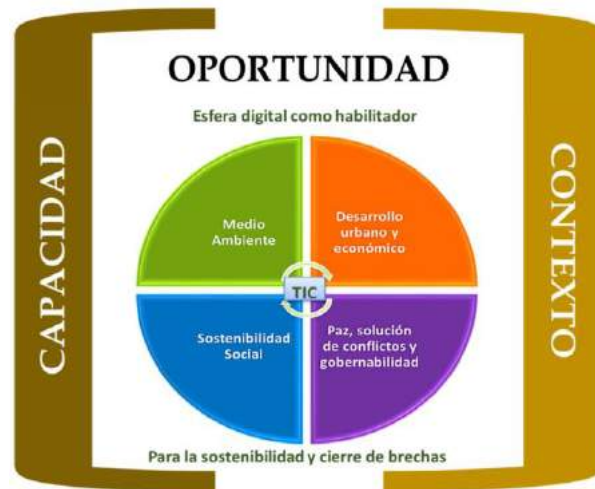 OPORTUNIDAD
Esfera digital como habilitador
CAPACIDAD
CONTEXTO
Medio
Ambiente
Desarrollo
urbano y
económico
TIC
Sostenibilidad
Social
Paz, solución
de conflictos y
gobernabilidad
Para la sostenibilidad y cierre de brechas